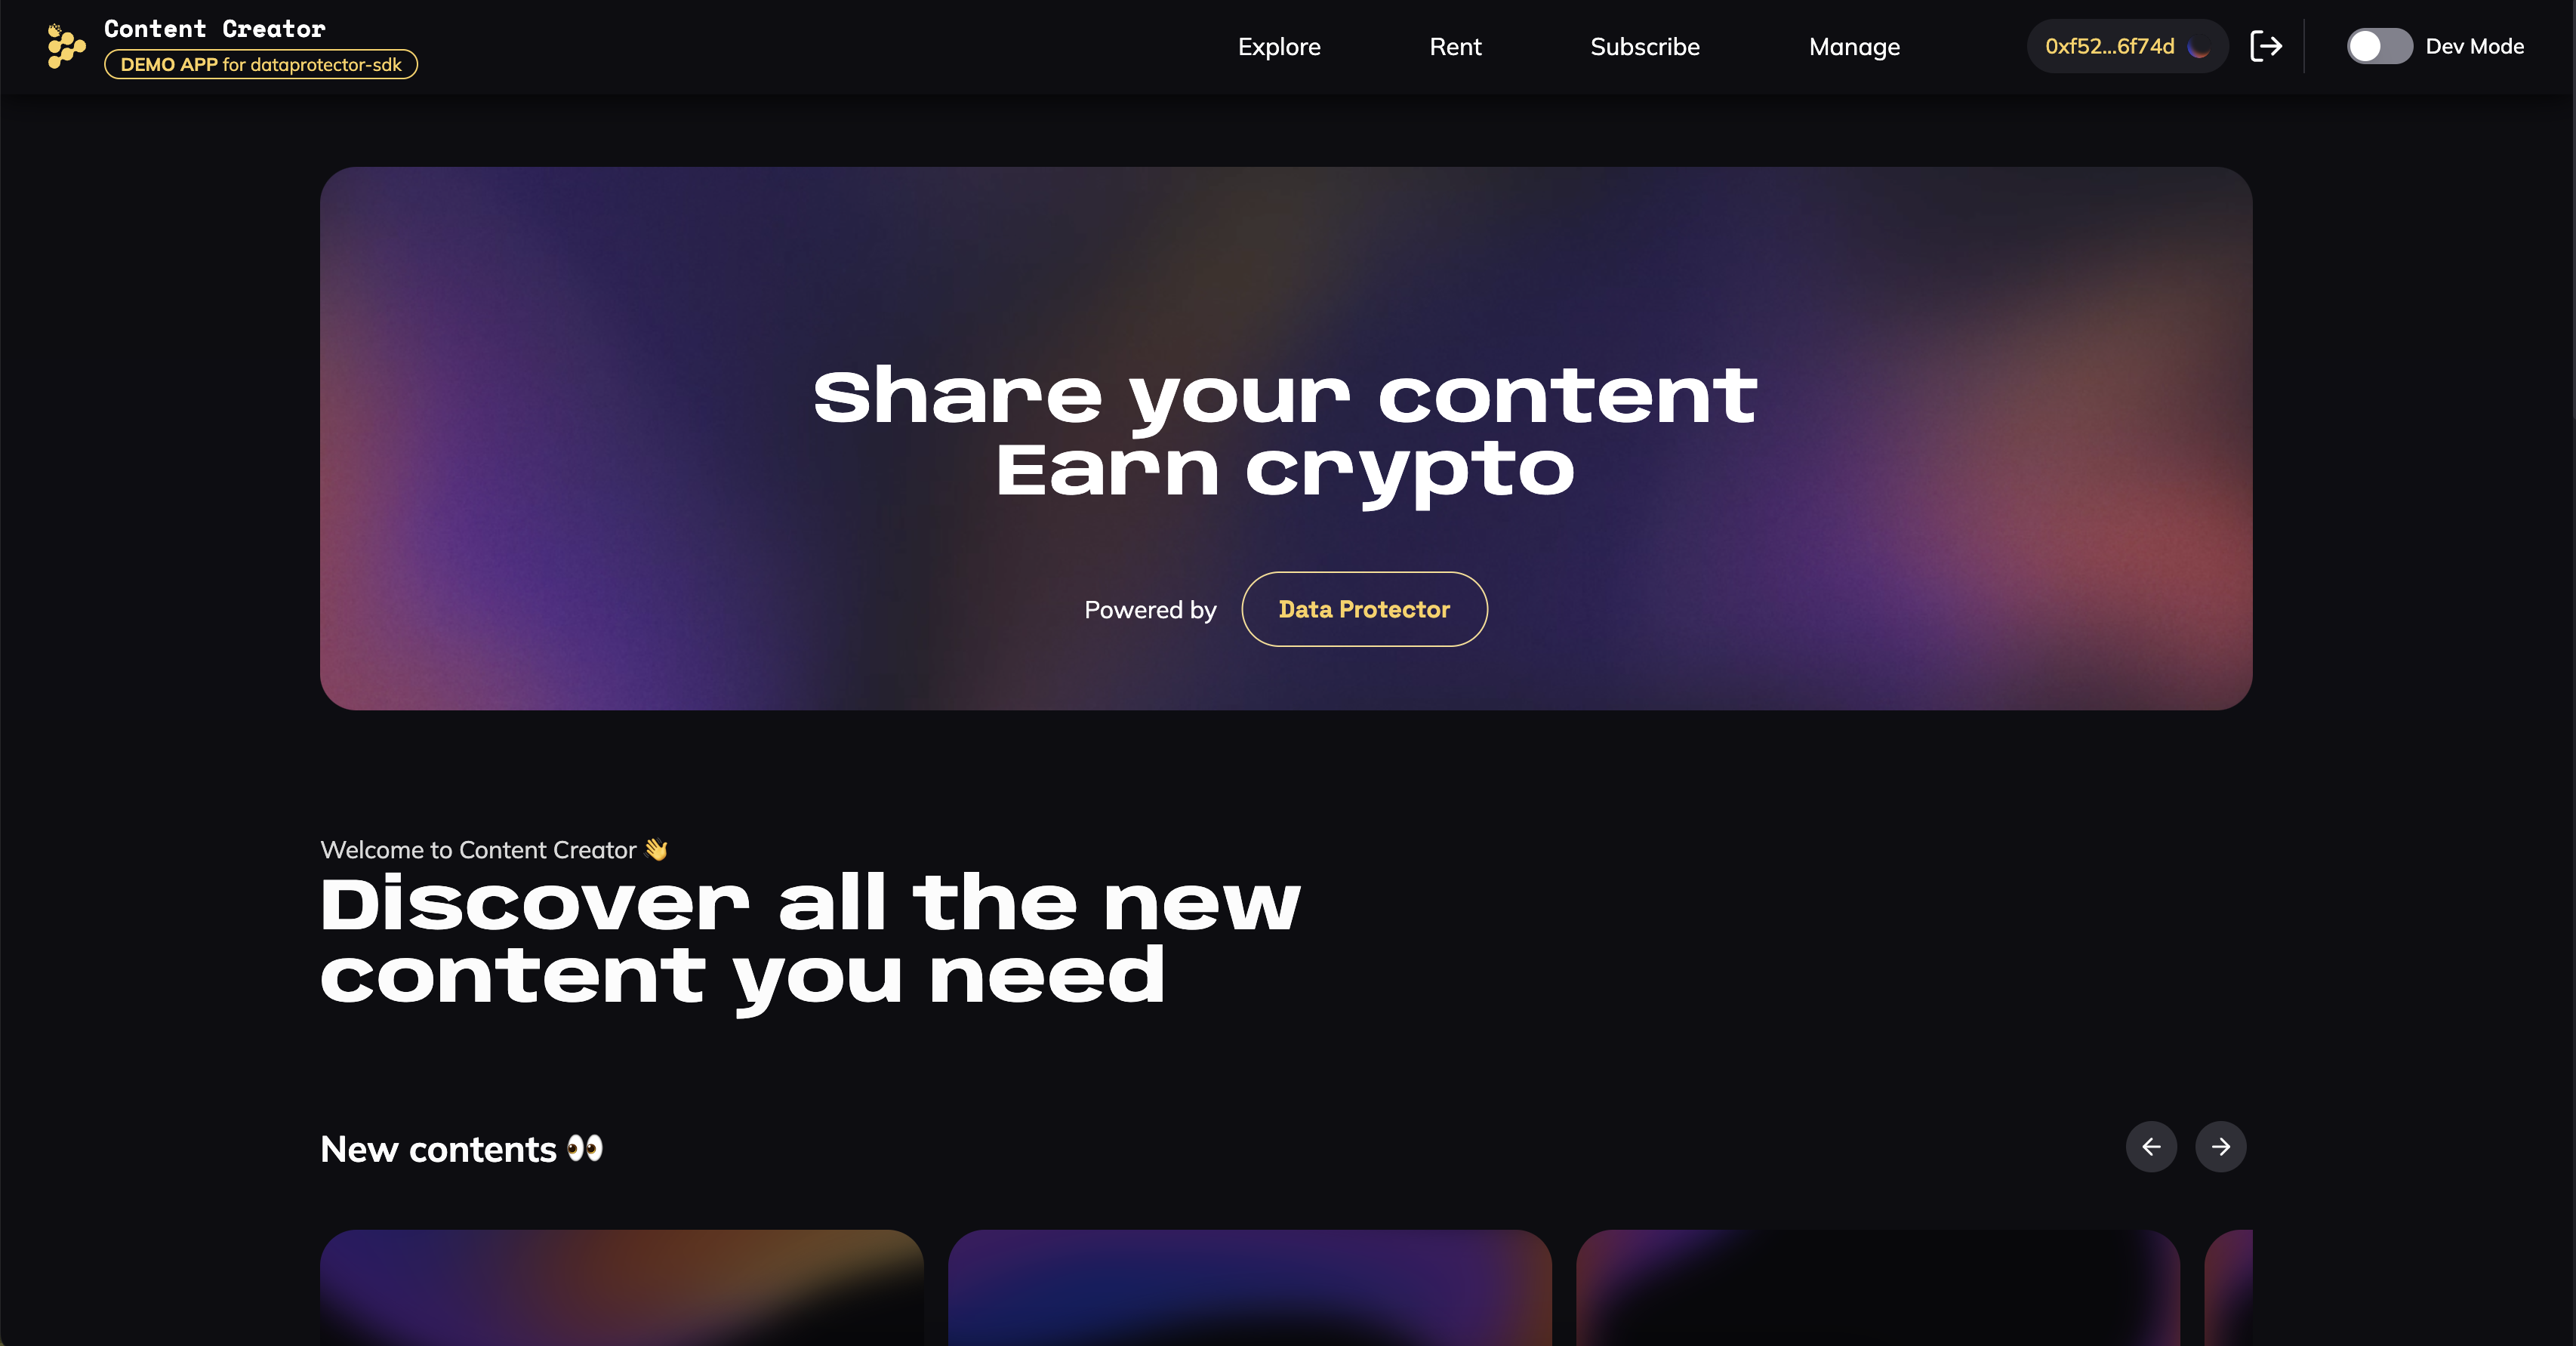 Content Creator
DEMO APP for dataprotector-sdk
Explore
Rent
Subscribe
Manage
0xf52...6f74d
Dev Mode
Share your content
Earn crypto
Powered by
Data Protector
Welcome to Content Creator 👋
Discover all the new
content you need
New contents 👀